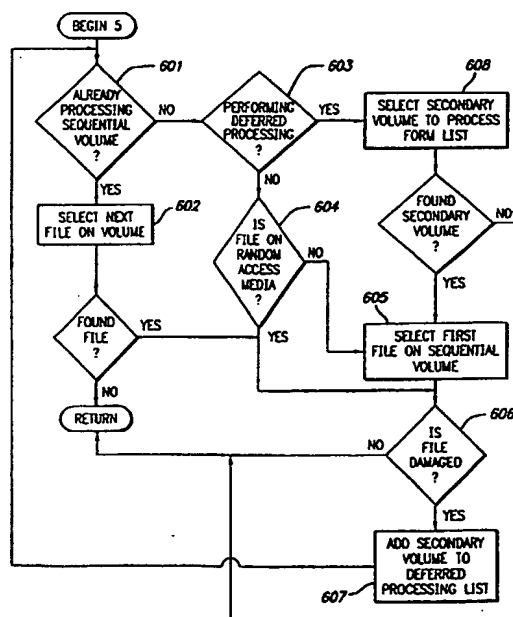 BEGIN 5
601
ALREADY
PROCESSING
SEQUENTIAL
VOLUME
?
NO
YES
603
PERFORMING
DEFERRED
PROCESSING
?
YES
NO
608
SELECT SECONDARY
VOLUME TO PROCESS
FORM LIST
602
SELECT NEXT
FILE ON VOLUME
604
IS
FILE ON
RANDOM
ACCESS
MEDIA
?
NO
YES
FOUND
SECONDARY
VOLUME
?
NO
YES
FOUND
FILE
?
YES
NO
605
SELECT FIRST
FILE ON SEQUENTIAL
VOLUME
RETURN
606
IS
FILE
DAMAGED
?
NO
YES
ADD SECONDARY
VOLUME TO
DEFERRED
PROCESSING LIST
607